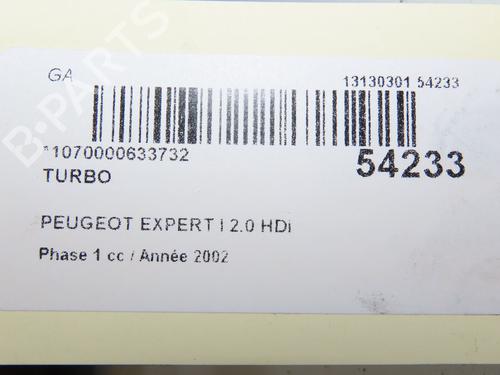 GA
13130301 54233
*1070000633732
54233
TURBO
PEUGEOT EXPERT I 2.0 HDi
Phase 1 cc / Année 2002
B-PARTS